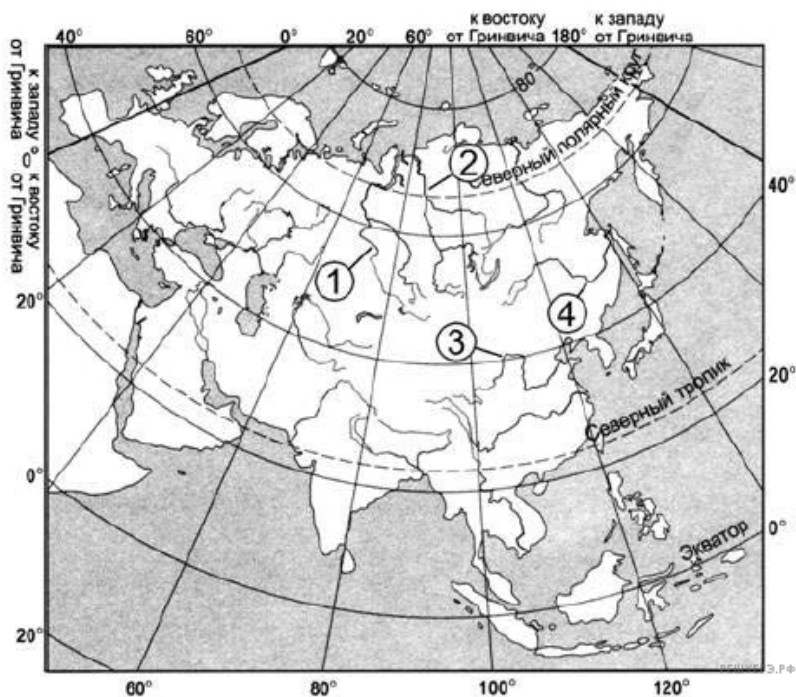 к востоку
от Гринвича
к западу
от Гринвича
40° 60° 0° 20° 60° 180°
80°
к западу
от Гринвича
0°
к востоку
от Гринвича
Северный полярный круг
2
40°
20°
1
4
3
20°
Северный тропик
0°
0°
Экватор
20°
60° 80° 100° 120°